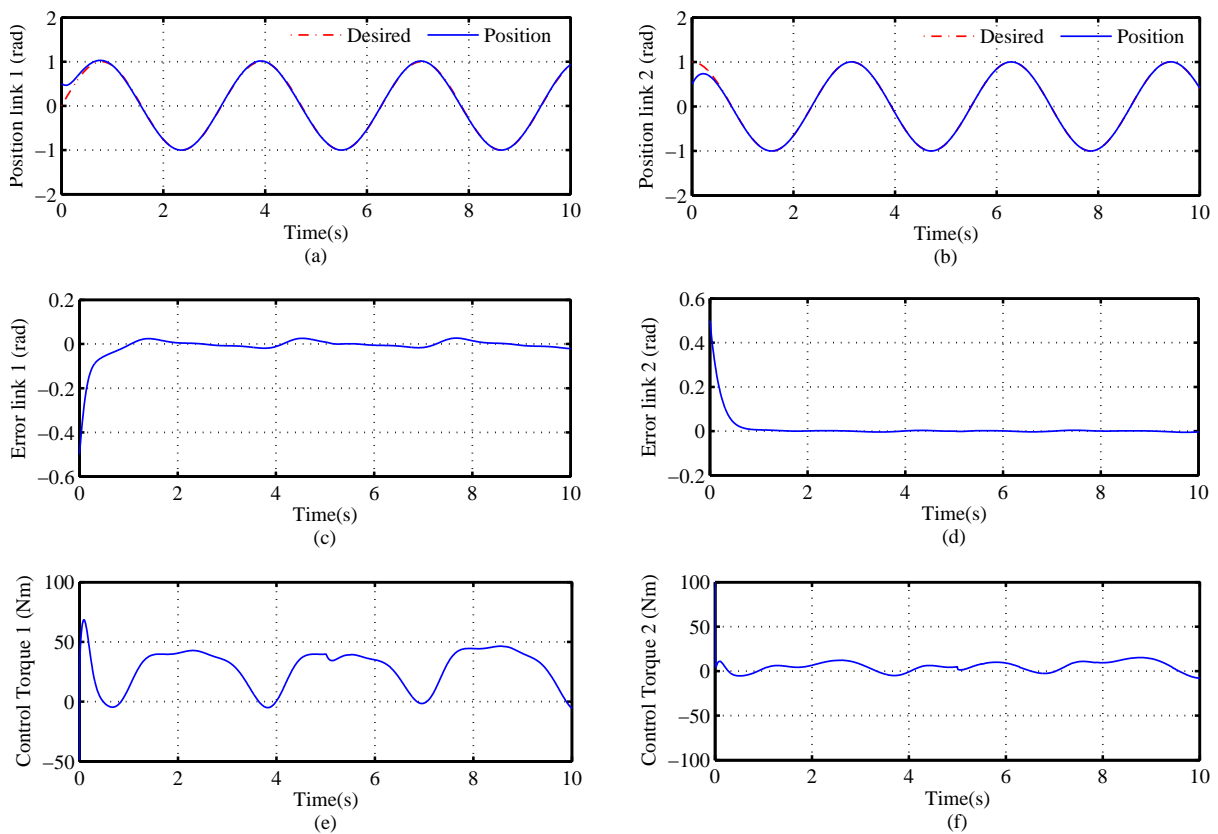 Position link 1 (rad)
2
1
0
−1
−2
Desired
Position
0 2 4 6 8 10
Time(s)
(a)
Position link 2 (rad)
2
1
0
−1
−2
Desired
Position
0 2 4 6 8 10
Time(s)
(b)
Error link 1 (rad)
0.2
0
−0.2
−0.4
−0.6
0 2 4 6 8 10
Time(s)
(c)
Error link 2 (rad)
0.6
0.4
0.2
0
−0.2
0 2 4 6 8 10
Time(s)
(d)
Control Torque 1 (Nm)
100
50
0
−50
0 2 4 6 8 10
Time(s)
(e)
Control Torque 2 (Nm)
100
50
0
−50
−100
0 2 4 6 8 10
Time(s)
(f)